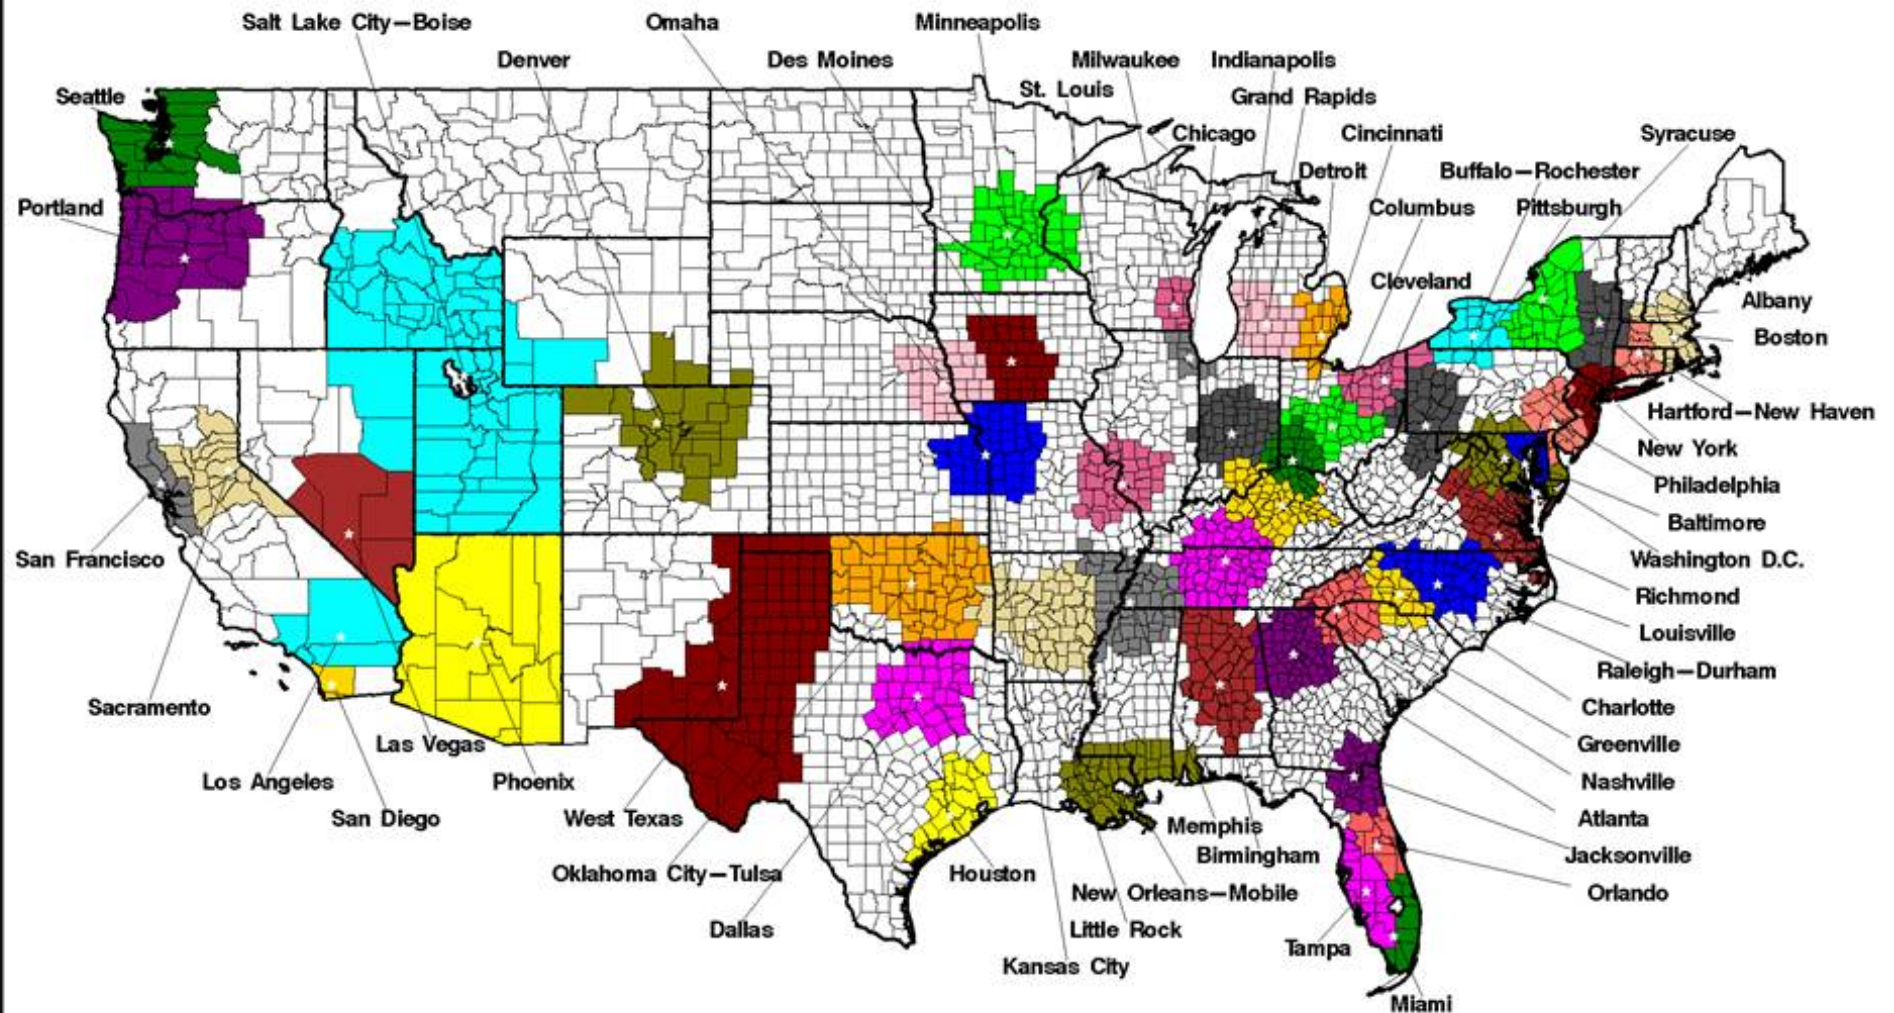 Salt Lake City—Boise
Omaha
Minneapolis
Denver
Des Moines
Milwaukee
Indianapolis
St. Louis
Grand Rapids
Seattle
Chicago
Cincinnati
Syracuse
Detroit
Buffalo—Rochester
Portland
Columbus
Pittsburgh
Cleveland
Albany
Boston
Hartford—New Haven
New York
Philadelphia
Baltimore
San Francisco
Washington D.C.
Richmond
Louisville
Raleigh—Durham
Sacramento
Charlotte
Las Vegas
Greenville
Los Angeles
Phoenix
Nashville
San Diego
West Texas
Memphis
Atlanta
Birmingham
Jacksonville
Oklahoma City—Tulsa
Houston
New Orleans—Mobile
Orlando
Dallas
Little Rock
Tampa
Kansas City
Miami